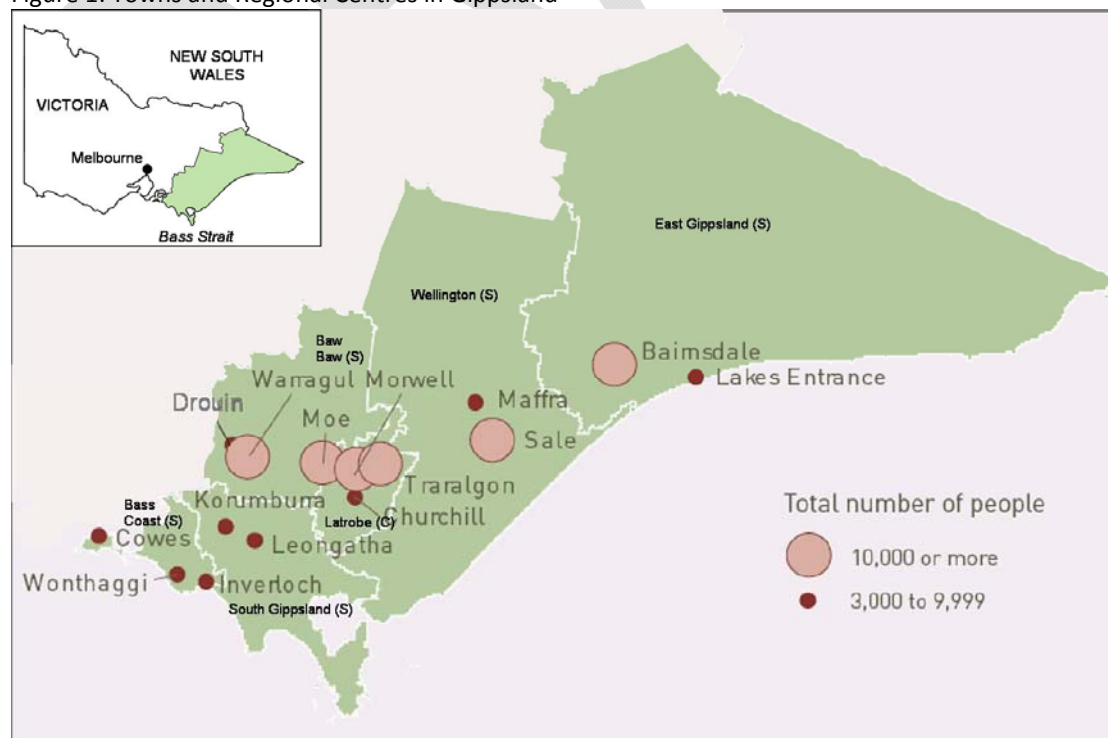 Figure 1: Towns and Regional Centres in Gippsland
NEW SOUTH
WALES
VICTORIA
Melbourne
Bass Strait
East Gippsland (S)
Wellington (S)
Baw
Baw (S)
Bairnsdale
Lakes Entrance
Warragul
Morwell
Drouin
Moe
Maffra
Sale
Traralgon
Churchill
Latrobe (C)
Korumburra
Bass
Coast (S)
Cowes
Leongatha
Wonthaggi
Inverloch
South Gippsland (S)
Total number of people
10,000 or more
3,000 to 9,999